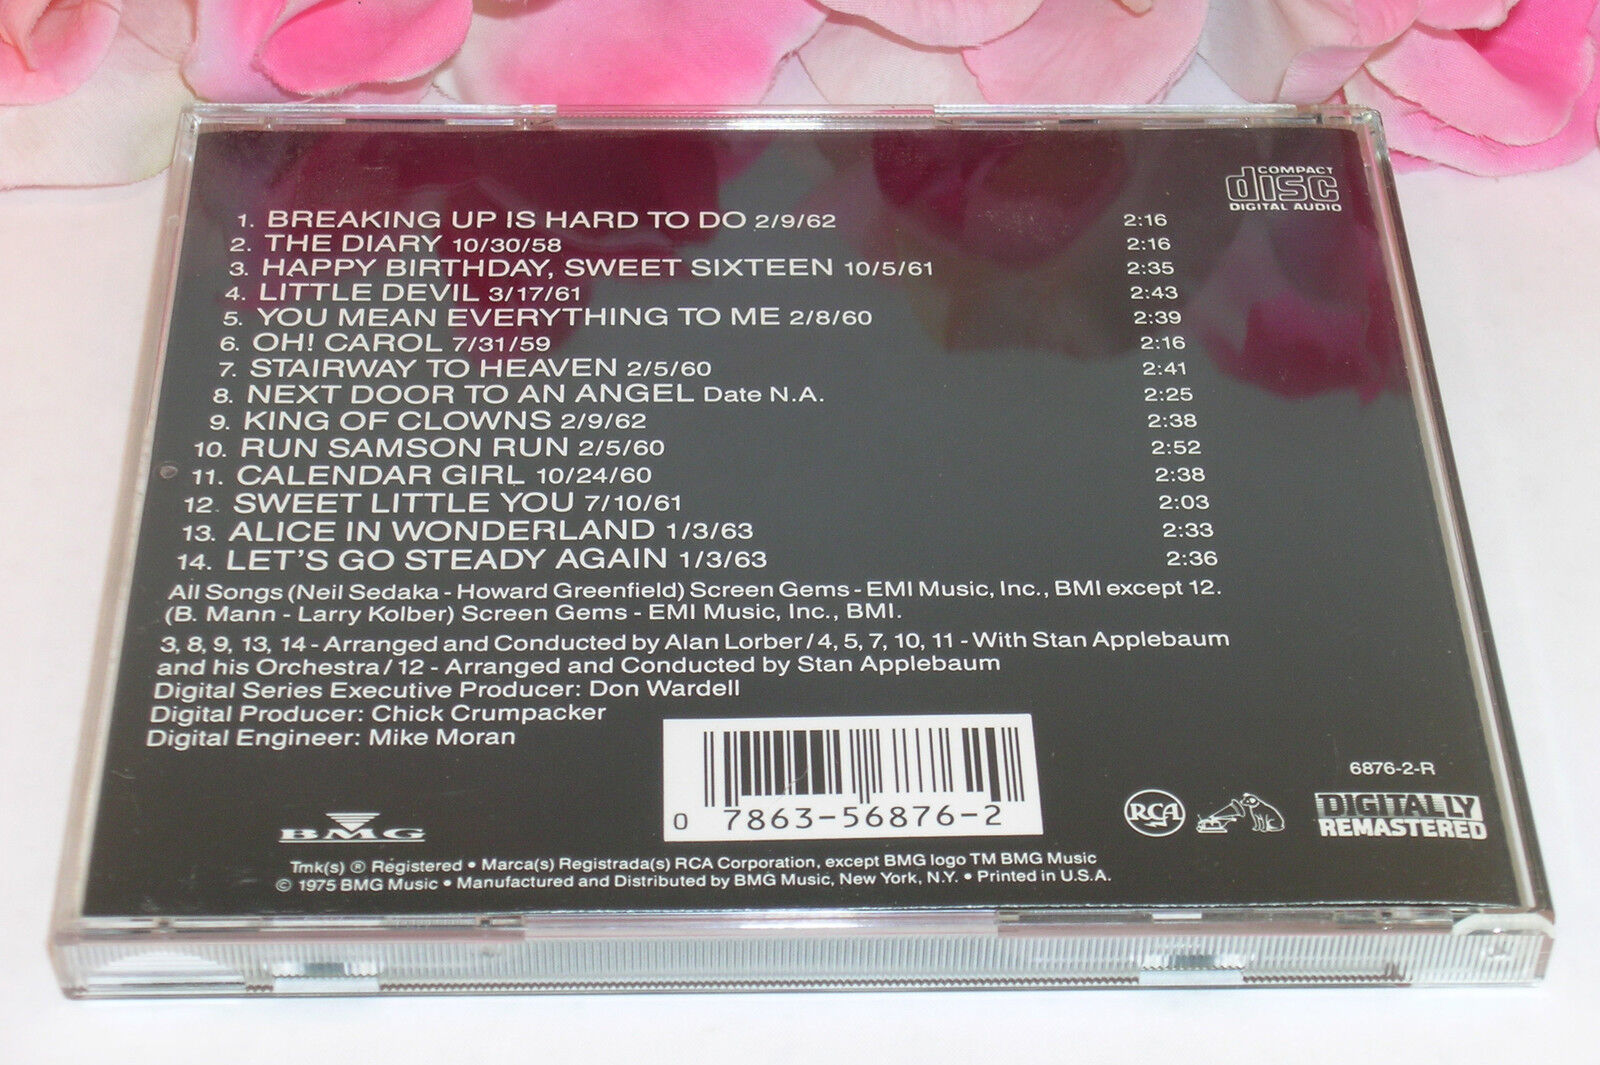 COMPACT
disc
DIGITAL AUDIO
1. BREAKING UP IS HARD TO DO 2/9/62 2:16
2. THE DIARY 10/30/58 2:16
3. HAPPY BIRTHDAY, SWEET SIXTEEN 10/5/61 2:35
4. LITTLE DEVIL 3/17/61 2:43
5. YOU MEAN EVERYTHING TO ME 2/8/60 2:39
6. OH! CAROL 7/31/59 2:16
7. STAIRWAY TO HEAVEN 2/5/60 2:41
8. NEXT DOOR TO AN ANGEL Date N.A. 2:25
9. KING OF CLOWNS 2/9/62 2:38
10. RUN SAMSON RUN 2/5/60 2:52
11. CALENDAR GIRL 10/24/60 2:38
12. SWEET LITTLE YOU 7/10/61 2:03
13. ALICE IN WONDERLAND 1/3/63 2:33
14. LET'S GO STEADY AGAIN 1/3/63 2:36
All Songs (Neil Sedaka - Howard Greenfield) Screen Gems - EMI Music, Inc., BMI except 12.
(B. Mann - Larry Kolber) Screen Gems - EMI Music, Inc., BMI.
3, 8, 9, 13, 14 - Arranged and Conducted by Alan Lorber / 4, 5, 7, 10, 11 - With Stan Applebaum
and his Orchestra / 12 - Arranged and Conducted by Stan Applebaum
Digital Series Executive Producer: Don Wardell
Digital Producer: Chick Crumpacker
Digital Engineer: Mike Moran
6876-2-R
0 7863-56876-2
BMG
RCA
DIGITALLY
REMASTERED
Tmk(s) ® Registered • Marca(s) Registrada(s) RCA Corporation, except BMG logo TM BMG Music
© 1975 BMG Music • Manufactured and Distributed by BMG Music, New York, N.Y. • Printed in U.S.A.